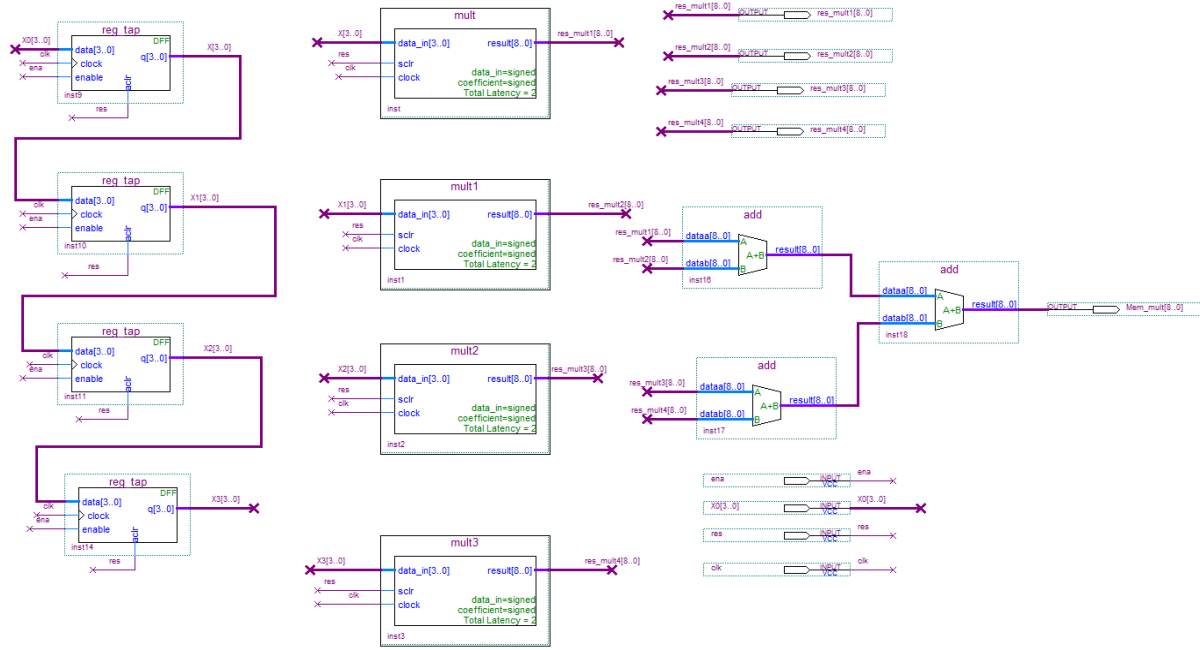 reg_tap
DFF
X0[3..0]
data[3..0]
q[3..0]
X[3..0]
clk
clock
ena
enable
aclr
inst9
res
reg_tap
DFF
data[3..0]
q[3..0]
X1[3..0]
clk
clock
ena
enable
aclr
inst10
res
reg_tap
DFF
data[3..0]
q[3..0]
X2[3..0]
clk
clock
ena
enable
aclr
inst11
res
reg_tap
DFF
data[3..0]
q[3..0]
X3[3..0]
clk
clock
ena
enable
aclr
inst14
res
mult
X[3..0]
data_in[3..0]
result[8..0]
res_mult1[8..0]
res
sclr
clk
clock
data_in=signed
coefficient=signed
Total Latency = 2
inst
mult1
X1[3..0]
data_in[3..0]
result[8..0]
res_mult2[8..0]
res
sclr
clk
clock
data_in=signed
coefficient=signed
Total Latency = 2
inst1
mult2
X2[3..0]
data_in[3..0]
result[8..0]
res_mult3[8..0]
res
sclr
clk
clock
data_in=signed
coefficient=signed
Total Latency = 2
inst2
mult3
X3[3..0]
data_in[3..0]
result[8..0]
res_mult4[8..0]
res
sclr
clk
clock
data_in=signed
coefficient=signed
Total Latency = 2
inst3
res_mult1[8..0]
OUTPUT
res_mult1[8..0]
res_mult2[8..0]
OUTPUT
res_mult2[8..0]
res_mult3[8..0]
OUTPUT
res_mult3[8..0]
res_mult4[8..0]
OUTPUT
res_mult4[8..0]
add
res_mult1[8..0]
dataa[8..0]
A
A+B
result[8..0]
res_mult2[8..0]
datab[8..0]
B
inst16
add
dataa[8..0]
A
A+B
result[8..0]
OUTPUT
Mem_mult[8..0]
datab[8..0]
B
inst18
add
res_mult3[8..0]
dataa[8..0]
A
A+B
result[8..0]
res_mult4[8..0]
datab[8..0]
B
inst17
ena
INPUT
VCC
ena
X0[3..0]
INPUT
VCC
X0[3..0]
res
INPUT
VCC
res
clk
INPUT
VCC
clk